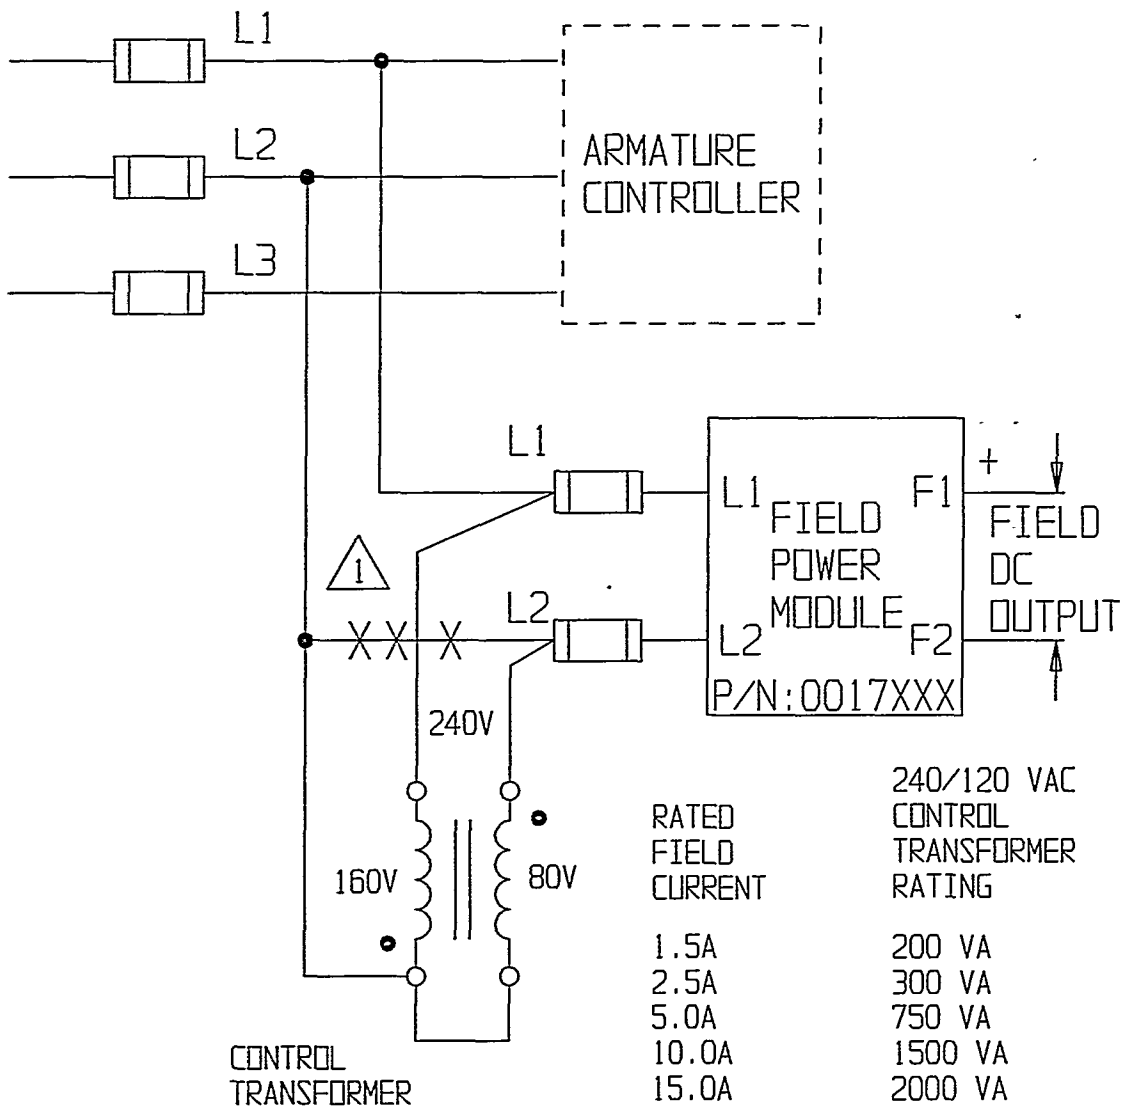 L1
L2
L3
ARMATURE
CONTROLLER
L1
L2
1
X X X
L1
F1
FIELD
POWER
MODULE
L2
F2
P/N:0017XXX
+
FIELD
DC
OUTPUT
240V
160V
80V
CONTROL
TRANSFORMER
RATED
FIELD
CURRENT
240/120 VAC
CONTROL
TRANSFORMER
RATING
1.5A 200 VA
2.5A 300 VA
5.0A 750 VA
10.0A 1500 VA
15.0A 2000 VA